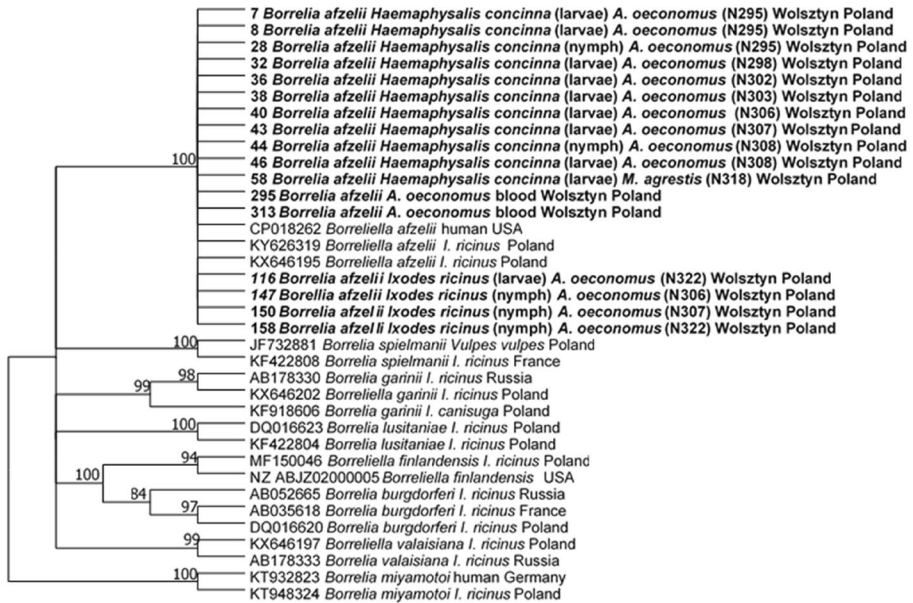 7 Borrelia afzelii Haemaphysalis concinna (larvae) A. oeconomus (N295) Wolsztyn Poland
8 Borrelia afzelii Haemaphysalis concinna (larvae) A. oeconomus (N295) Wolsztyn Poland
28 Borrelia afzelii Haemaphysalis concinna (nymph) A. oeconomus (N295) Wolsztyn Poland
32 Borrelia afzelii Haemaphysalis concinna (larvae) A. oeconomus (N298) Wolsztyn Poland
36 Borrelia afzelii Haemaphysalis concinna (larvae) A. oeconomus (N302) Wolsztyn Poland
38 Borrelia afzelii Haemaphysalis concinna (larvae) A. oeconomus (N303) Wolsztyn Poland
40 Borrelia afzelii Haemaphysalis concinna (larvae) A. oeconomus (N306) Wolsztyn Poland
43 Borrelia afzelii Haemaphysalis concinna (larvae) A. oeconomus (N307) Wolsztyn Poland
44 Borrelia afzelii Haemaphysalis concinna (nymph) A. oeconomus (N308) Wolsztyn Poland
100 46 Borrelia afzelii Haemaphysalis concinna (larvae) A. oeconomus (N308) Wolsztyn Poland
58 Borrelia afzelii Haemaphysalis concinna (larvae) M. agrestis (N318) Wolsztyn Poland
295 Borrelia afzelii A. oeconomus blood Wolsztyn Poland
313 Borrelia afzelii A. oeconomus blood Wolsztyn Poland
CP018262 Borreliella afzelii human USA
KY626319 Borreliella afzelii I. ricinus Poland
KX646195 Borreliella afzelii I. ricinus Poland
116 Borrelia afzelii Ixodes ricinus (larvae) A. oeconomus (N322) Wolsztyn Poland
147 Borellia afzelii Ixodes ricinus (nymph) A. oeconomus (N306) Wolsztyn Poland
150 Borrelia afzelii Ixodes ricinus (nymph) A. oeconomus (N307) Wolsztyn Poland
158 Borrelia afzelii Ixodes ricinus (nymph) A. oeconomus (N322) Wolsztyn Poland
100 JF732881 Borrelia spielmanii Vulpes vulpes Poland
KF422808 Borrelia spielmanii I. ricinus France
98 AB178330 Borrelia garinii I. ricinus Russia
99 KX646202 Borreliella garinii I. ricinus Poland
KF918606 Borrelia garinii I. canisuga Poland
100 DQ016623 Borrelia lusitaniae I. ricinus Poland
KF422804 Borrelia lusitaniae I. ricinus Poland
94 MF150046 Borreliella finlandensis I. ricinus Poland
100 NZ ABJZ02000005 Borreliella finlandensis USA
84 AB052665 Borrelia burgdorferi I. ricinus Russia
97 AB035618 Borrelia burgdorferi I. ricinus France
DQ016620 Borrelia burgdorferi I. ricinus Poland
99 KX646197 Borreliella valaisiana I. ricinus Poland
AB178333 Borrelia valaisiana I. ricinus Russia
100 KT932823 Borrelia miyamotoi human Germany
KT948324 Borrelia miyamotoi I. ricinus Poland